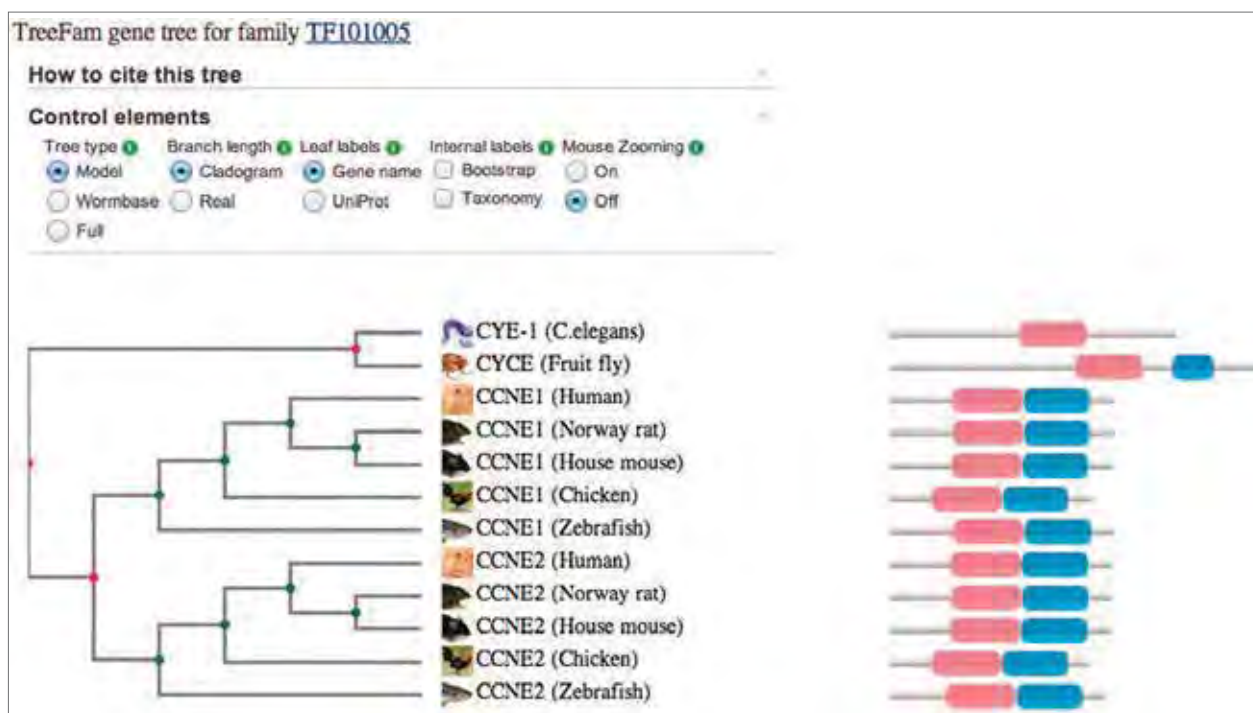 TreeFam gene tree for family TF101005
How to cite this tree
Control elements
Tree type Branch length Leaf labels Internal labels Mouse Zooming
Model Cladogram Gene name Bootstrap On
Wormbase Real UniProt Taxonomy Off
Full
CYE-1 (C.elegans)
CYCE (Fruit fly)
CCNE1 (Human)
CCNE1 (Norway rat)
CCNE1 (House mouse)
CCNE1 (Chicken)
CCNE1 (Zebrafish)
CCNE2 (Human)
CCNE2 (Norway rat)
CCNE2 (House mouse)
CCNE2 (Chicken)
CCNE2 (Zebrafish)